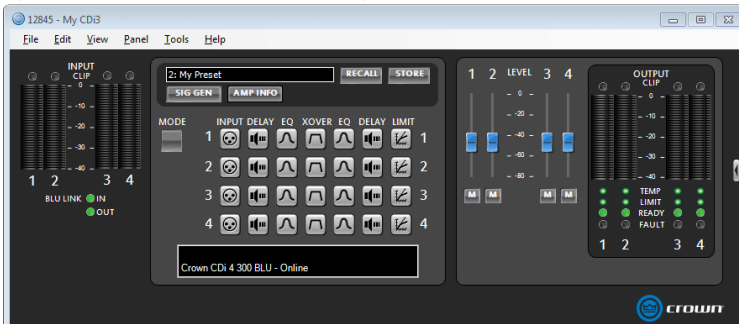 12845 - My CDi3
File Edit View Panel Tools Help
INPUT
CLIP
0
-10
-20
-30
-40
1 2 3 4
BLU LINK IN
OUT
2: My Preset RECALL STORE
SIG GEN AMP INFO
MODE INPUT DELAY EQ XOVER EQ DELAY LIMIT
1 1
2 2
3 3
4 4
Crown CDi 4 300 BLU - Online
1 2 LEVEL 3 4
- 0 -
- -20 -
- -40 -
- -60 -
- -80 -
M M M M
OUTPUT
CLIP
- 0 -
- -10 -
- -20 -
- -30 -
- -40 -
TEMP
LIMIT
READY
FAULT
1 2 3 4
crown